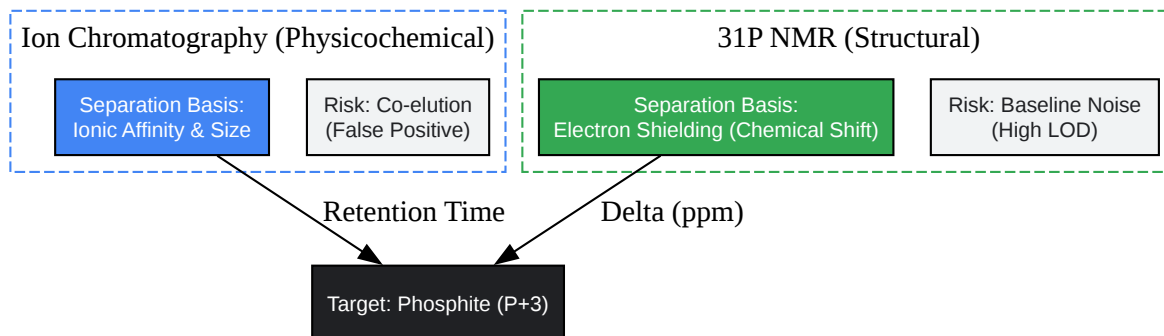 Ion Chromatography (Physicochemical)
Separation Basis:
Ionic Affinity & Size
Risk: Co-elution
(False Positive)
31P NMR (Structural)
Separation Basis:
Electron Shielding (Chemical Shift)
Risk: Baseline Noise
(High LOD)
Retention Time
Delta (ppm)
Target: Phosphite (P+3)